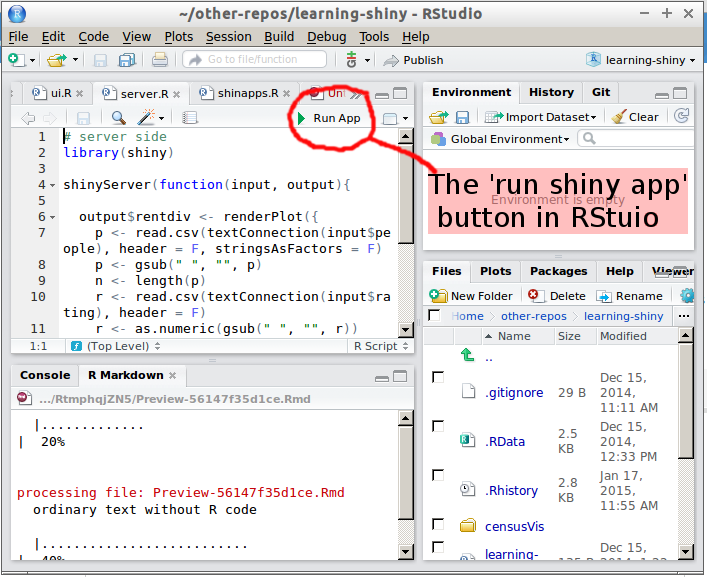 ~/other-repos/learning-shiny - RStudio
File Edit Code View Plots Session Build Debug Tools Help
Go to file/function Publish learning-shiny
ui.R server.R shinapps.R
Run App
1 # server side
2 library(shiny)
3
4 shinyServer(function(input, output){
5
6 output$rentdiv <- renderPlot({
7 p <- read.csv(textConnection(input$pe
ople), header = F, stringsAsFactors = F)
8 p <- gsub(" ", "", p)
9 n <- length(p)
10 r <- read.csv(textConnection(input$ra
ting), header = F)
11 r <- as.numeric(gsub(" ", "", r))
1:1 (Top Level) R Script
Console R Markdown
.../RtmphqjZN5/Preview-56147f35d1ce.Rmd
|.............
| 20%
processing file: Preview-56147f35d1ce.Rmd
ordinary text without R code
|.........................
| 40%
Environment History Git
Import Dataset Clear
Global Environment
The 'run shiny app'
button in RStuio
Environment is empty
Files Plots Packages Help Viewer
New Folder Delete Rename
Home other-repos learning-shiny ...
Name Size Modified
..
.gitignore 29 B Dec 15,
2014,
11:11 AM
.RData 2.5
KB Dec 15,
2014,
12:33 PM
.Rhistory 2.8
KB Jan 17,
2015,
11:55 AM
censusVis
learning- Dec 15,